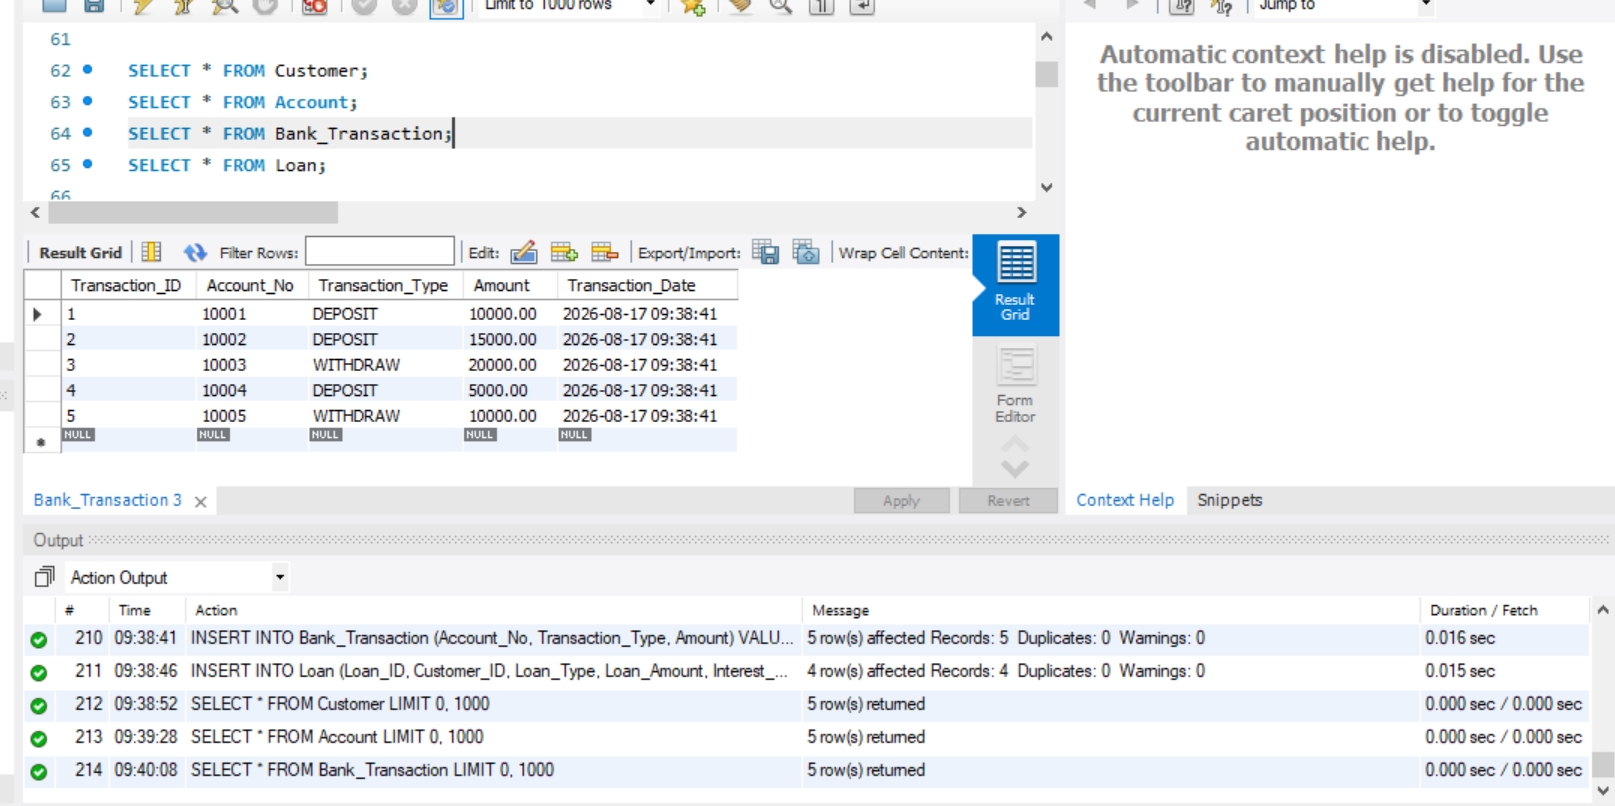 Limit to 1000 rows
Jump to
61
62 SELECT * FROM Customer;
63 SELECT * FROM Account;
64 SELECT * FROM Bank_Transaction;
65 SELECT * FROM Loan;
66
Automatic context help is disabled. Use
the toolbar to manually get help for the
current caret position or to toggle
automatic help.
Result Grid Filter Rows: Edit: Export/Import: Wrap Cell Content:
Transaction_ID Account_No Transaction_Type Amount Transaction_Date
1 10001 DEPOSIT 10000.00 2026-08-17 09:38:41
2 10002 DEPOSIT 15000.00 2026-08-17 09:38:41
3 10003 WITHDRAW 20000.00 2026-08-17 09:38:41
4 10004 DEPOSIT 5000.00 2026-08-17 09:38:41
5 10005 WITHDRAW 10000.00 2026-08-17 09:38:41
NULL NULL NULL NULL NULL
Result
Grid
Form
Editor
Bank_Transaction 3
Apply Revert
Context Help Snippets
Output
Action Output
# Time Action Message Duration / Fetch
210 09:38:41 INSERT INTO Bank_Transaction (Account_No, Transaction_Type, Amount) VALU... 5 row(s) affected Records: 5 Duplicates: 0 Warnings: 0 0.016 sec
211 09:38:46 INSERT INTO Loan (Loan_ID, Customer_ID, Loan_Type, Loan_Amount, Interest_... 4 row(s) affected Records: 4 Duplicates: 0 Warnings: 0 0.015 sec
212 09:38:52 SELECT * FROM Customer LIMIT 0, 1000 5 row(s) returned 0.000 sec / 0.000 sec
213 09:39:28 SELECT * FROM Account LIMIT 0, 1000 5 row(s) returned 0.000 sec / 0.000 sec
214 09:40:08 SELECT * FROM Bank_Transaction LIMIT 0, 1000 5 row(s) returned 0.000 sec / 0.000 sec